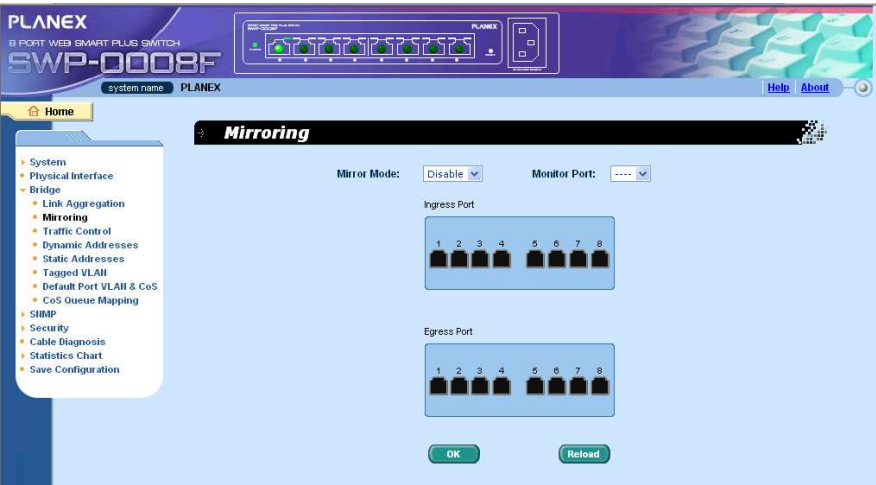 PLANEX
8 PORT WEB SMART PLUS SWITCH
SWP-0008F
PLANEX
system name PLANEX
Help About
Home
Mirroring
System
Physical Interface
Bridge
Link Aggregation
Mirroring
Traffic Control
Dynamic Addresses
Static Addresses
Tagged VLAN
Default Port VLAN & CoS
CoS Queue Mapping
SNMP
Security
Cable Diagnosis
Statistics Chart
Save Configuration
Mirror Mode: Disable Monitor Port: ----
Ingress Port
1 2 3 4 5 6 7 8
Egress Port
1 2 3 4 5 6 7 8
OK Reload